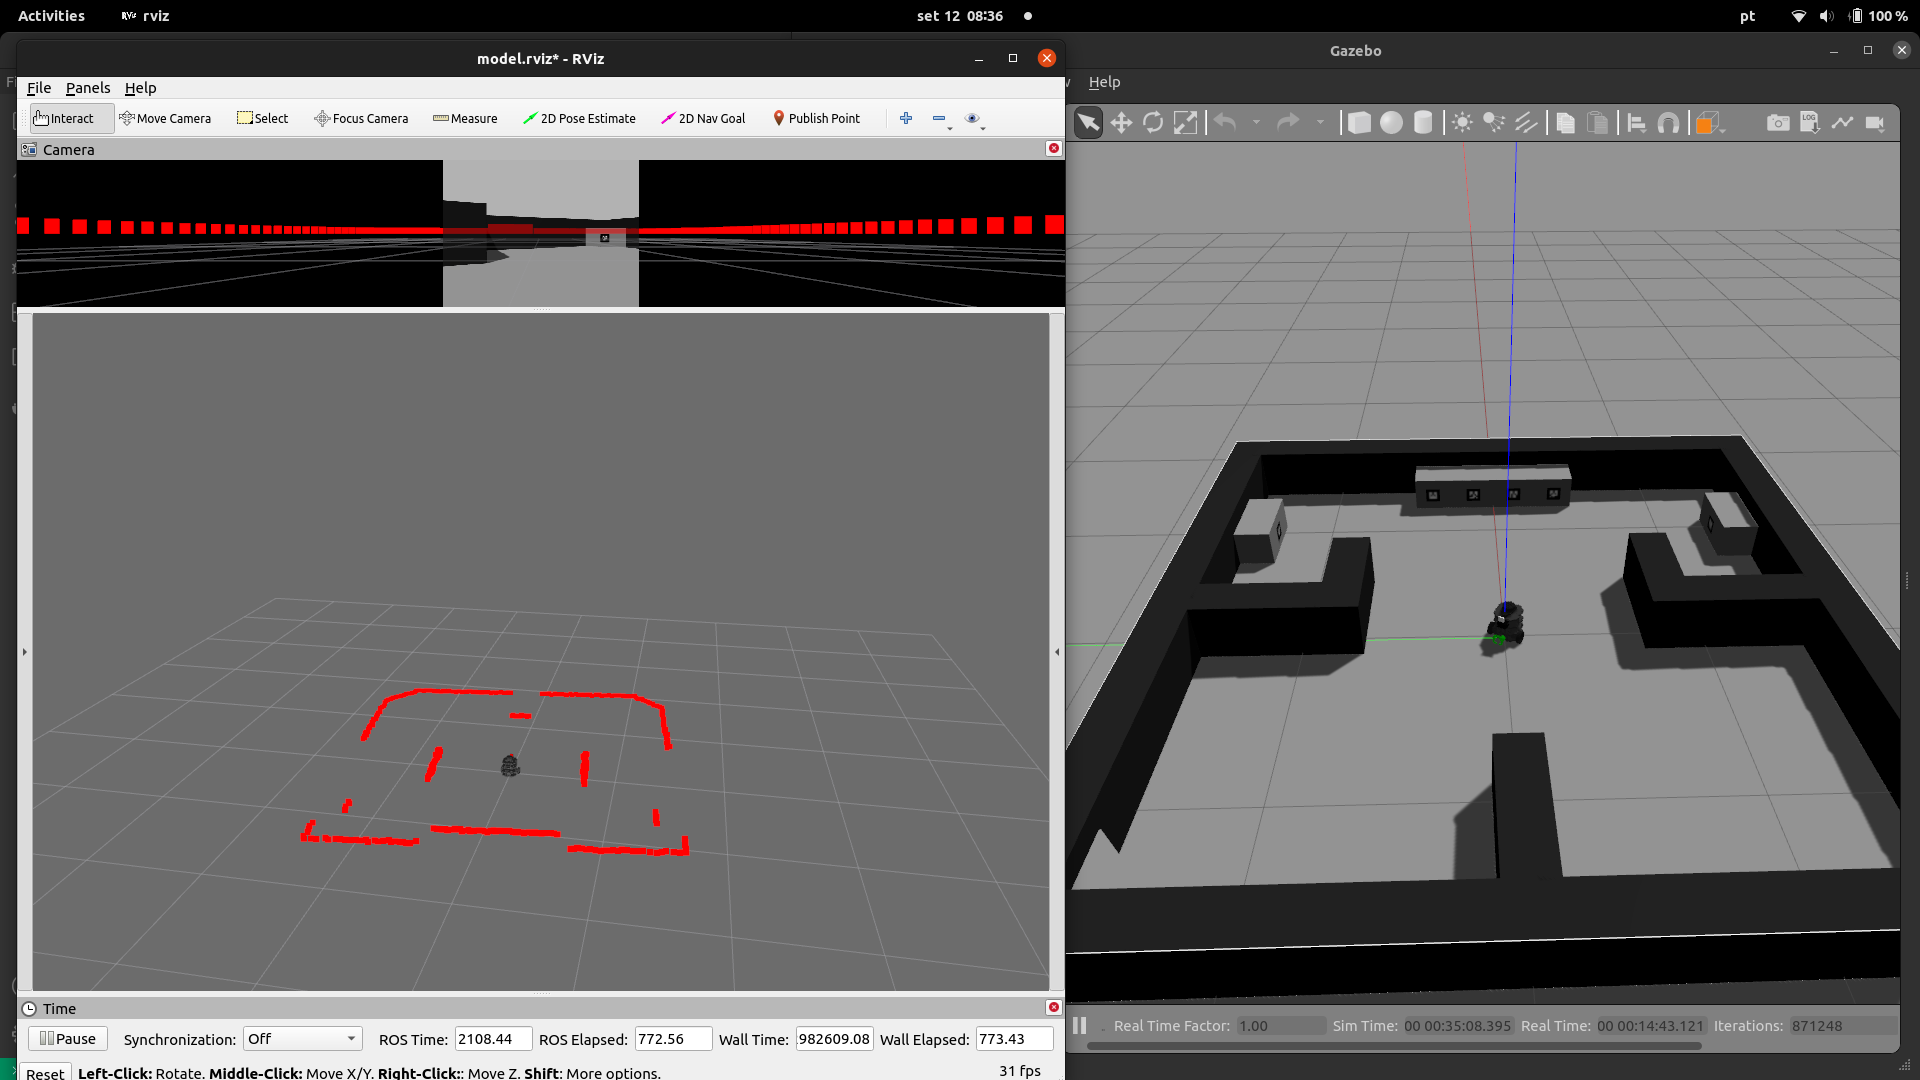 Activities rviz set 12 08:36 pt 100 %
model.rviz* - RViz
File Panels Help
Interact Move Camera Select Focus Camera Measure 2D Pose Estimate 2D Nav Goal Publish Point
Camera
Time
Pause Synchronization: Off ROS Time: 2108.44 ROS Elapsed: 772.56 Wall Time: 982609.08 Wall Elapsed: 773.43
Reset Left-Click: Rotate. Middle-Click: Move X/Y. Right-Click:: Move Z. Shift: More options. 31 fps
Gazebo
Help
LOG
Real Time Factor: 1.00 Sim Time: 00 00:35:08.395 Real Time: 00 00:14:43.121 Iterations: 871248